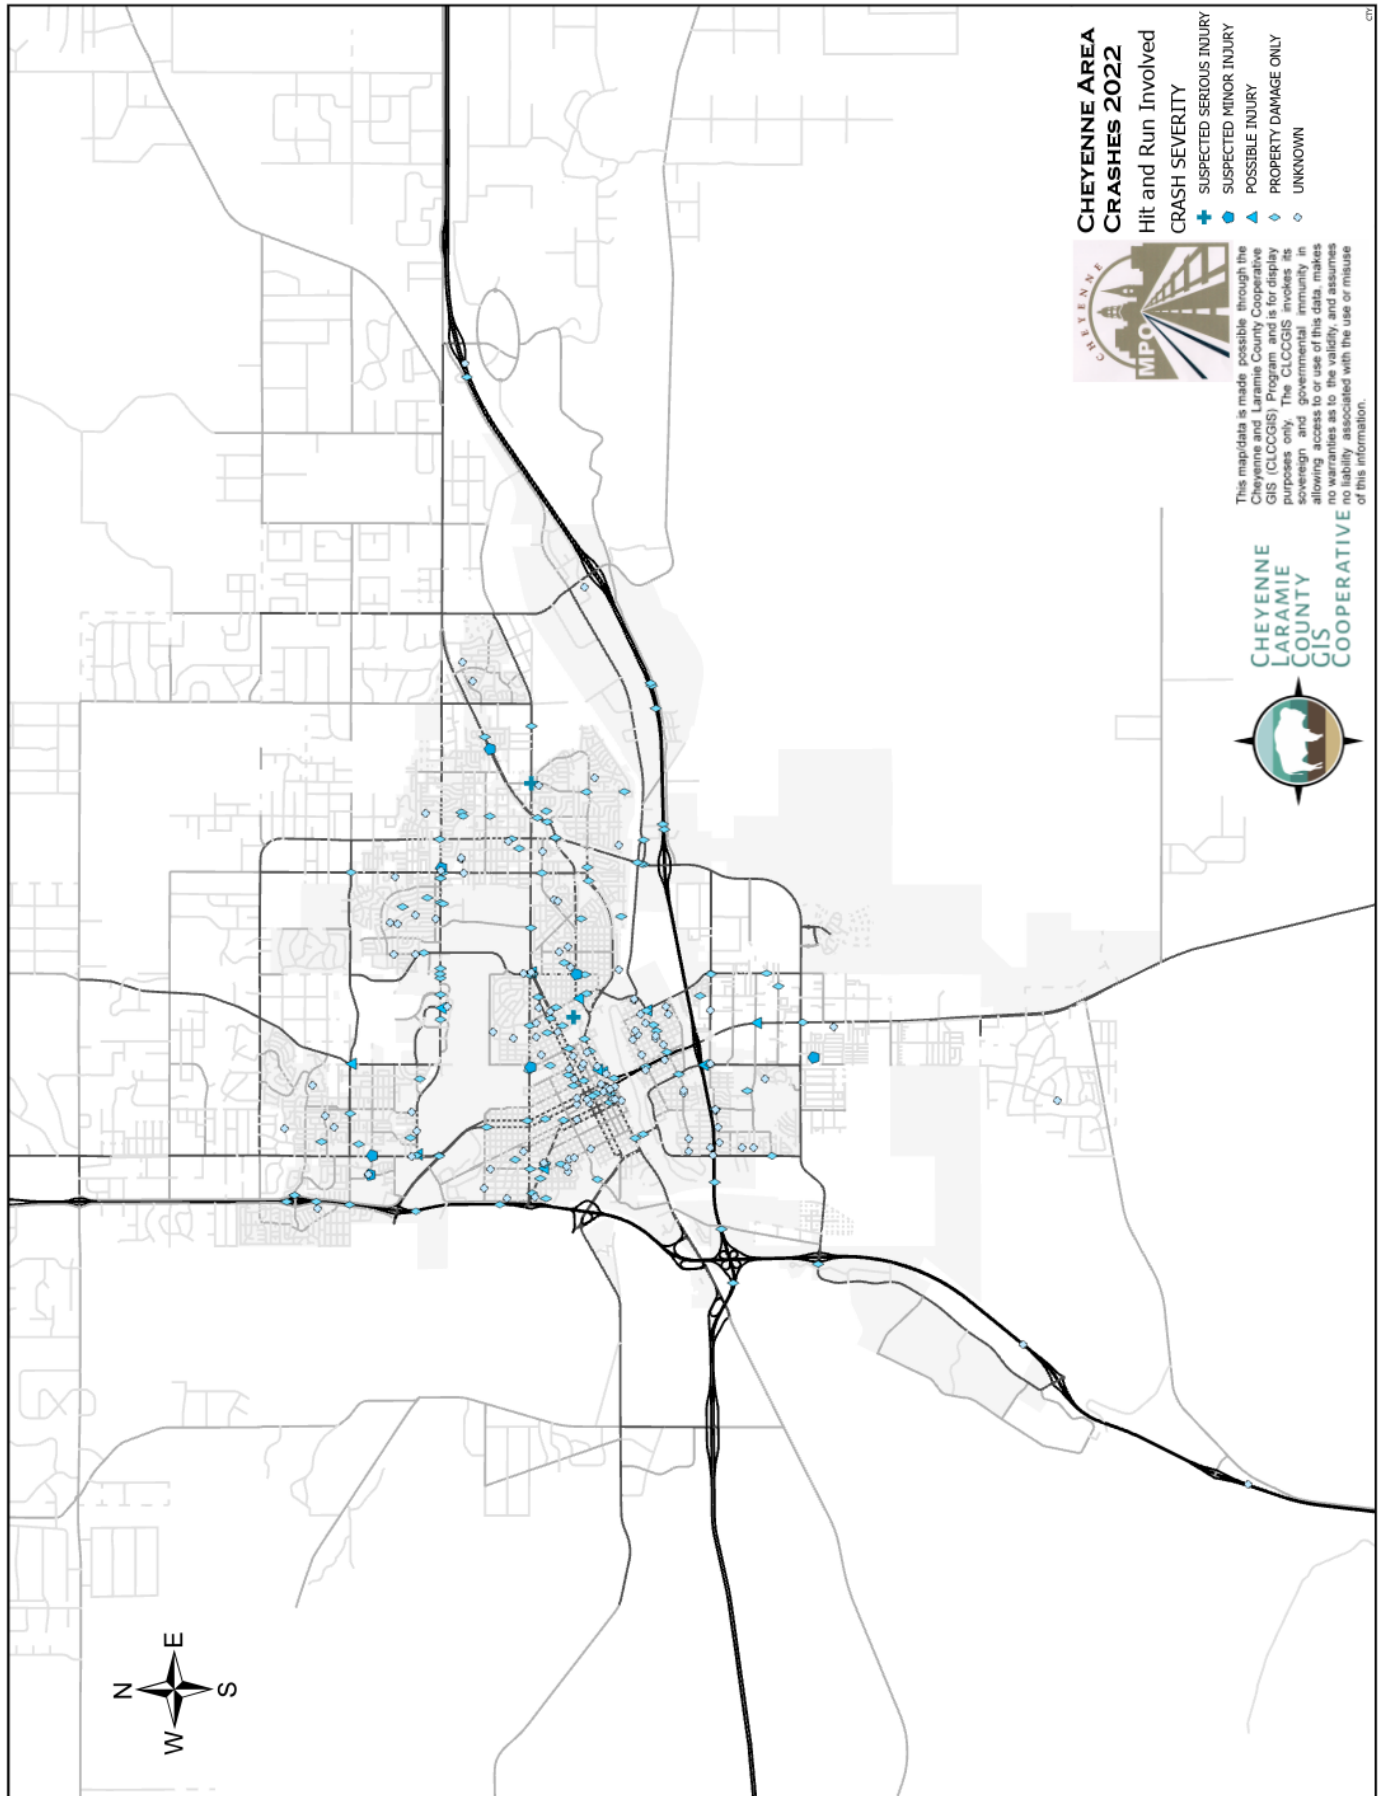 CHEYENNE AREA
CRASHES 2022
Hit and Run Involved
CRASH SEVERITY
SUSPECTED SERIOUS INJURY
SUSPECTED MINOR INJURY
POSSIBLE INJURY
PROPERTY DAMAGE ONLY
UNKNOWN
CHEYENNE
MPO
This map/data is made possible through the
Cheyenne and Laramie County Cooperative
GIS (CLCCGIS) Program and is for display
purposes only. The CLCCGIS invokes its
sovereign and governmental immunity in
allowing access to or use of this data, makes
no warranties as to the validity, and assumes
no liability associated with the use or misuse
of this information.
CHEYENNE
LARAMIE
COUNTY
GIS
COOPERATIVE
N
W E
S
CTY